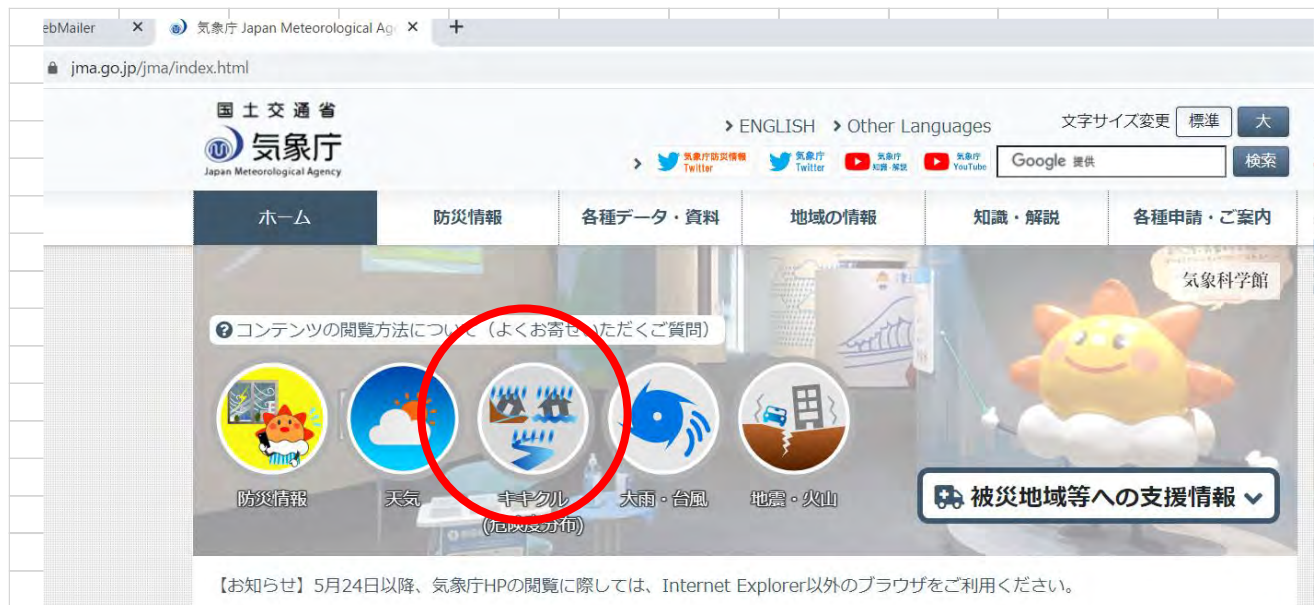 ebMailer
気象庁 Japan Meteorological Ag
jma.go.jp/jma/index.html
国土交通省
気象庁
Japan Meteorological Agency
ENGLISH Other Languages
文字サイズ変更 標準 大
気象庁防災情報 Twitter
気象庁 Twitter
気象庁 知識・解説
気象庁 YouTube
Google 提供
検索
ホーム 防災情報 各種データ・資料 地域の情報 知識・解説 各種申請・ご案内
気象科学館
コンテンツの閲覧方法について（よくお寄せいただくご質問）
防災情報 天気 キキクル 大雨・台風 地震・火山
(危険度分布)
被災地域等への支援情報
【お知らせ】5月24日以降、気象庁HPの閲覧に際しては、Internet Explorer以外のブラウザをご利用ください。